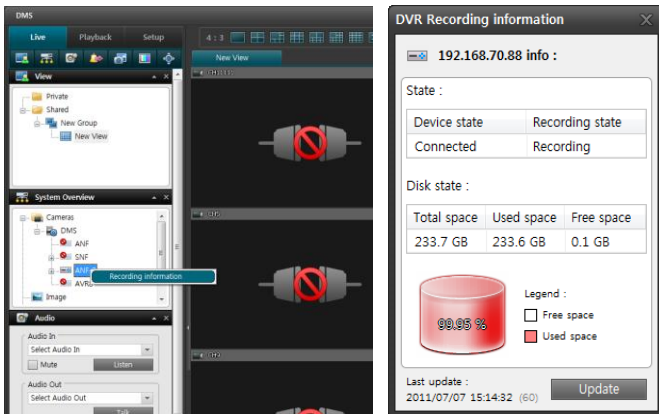 DMS
Live Playback Setup
4:3
New View
View
Private
Shared
New Group
New View
System Overview
Cameras
DMS
ANF
SNF
ANF
Recording information
AVRL
Image
Audio
Audio In
Select Audio In
Mute Listen
Audio Out
Select Audio Out
Talk
DVR Recording information
192.168.70.88 info :
State :
Device state Recording state
Connected Recording
Disk state :
Total space Used space Free space
233.7 GB 233.6 GB 0.1 GB
99.95 %
Legend :
Free space
Used space
Last update :
2011/07/07 15:14:32 (60) Update